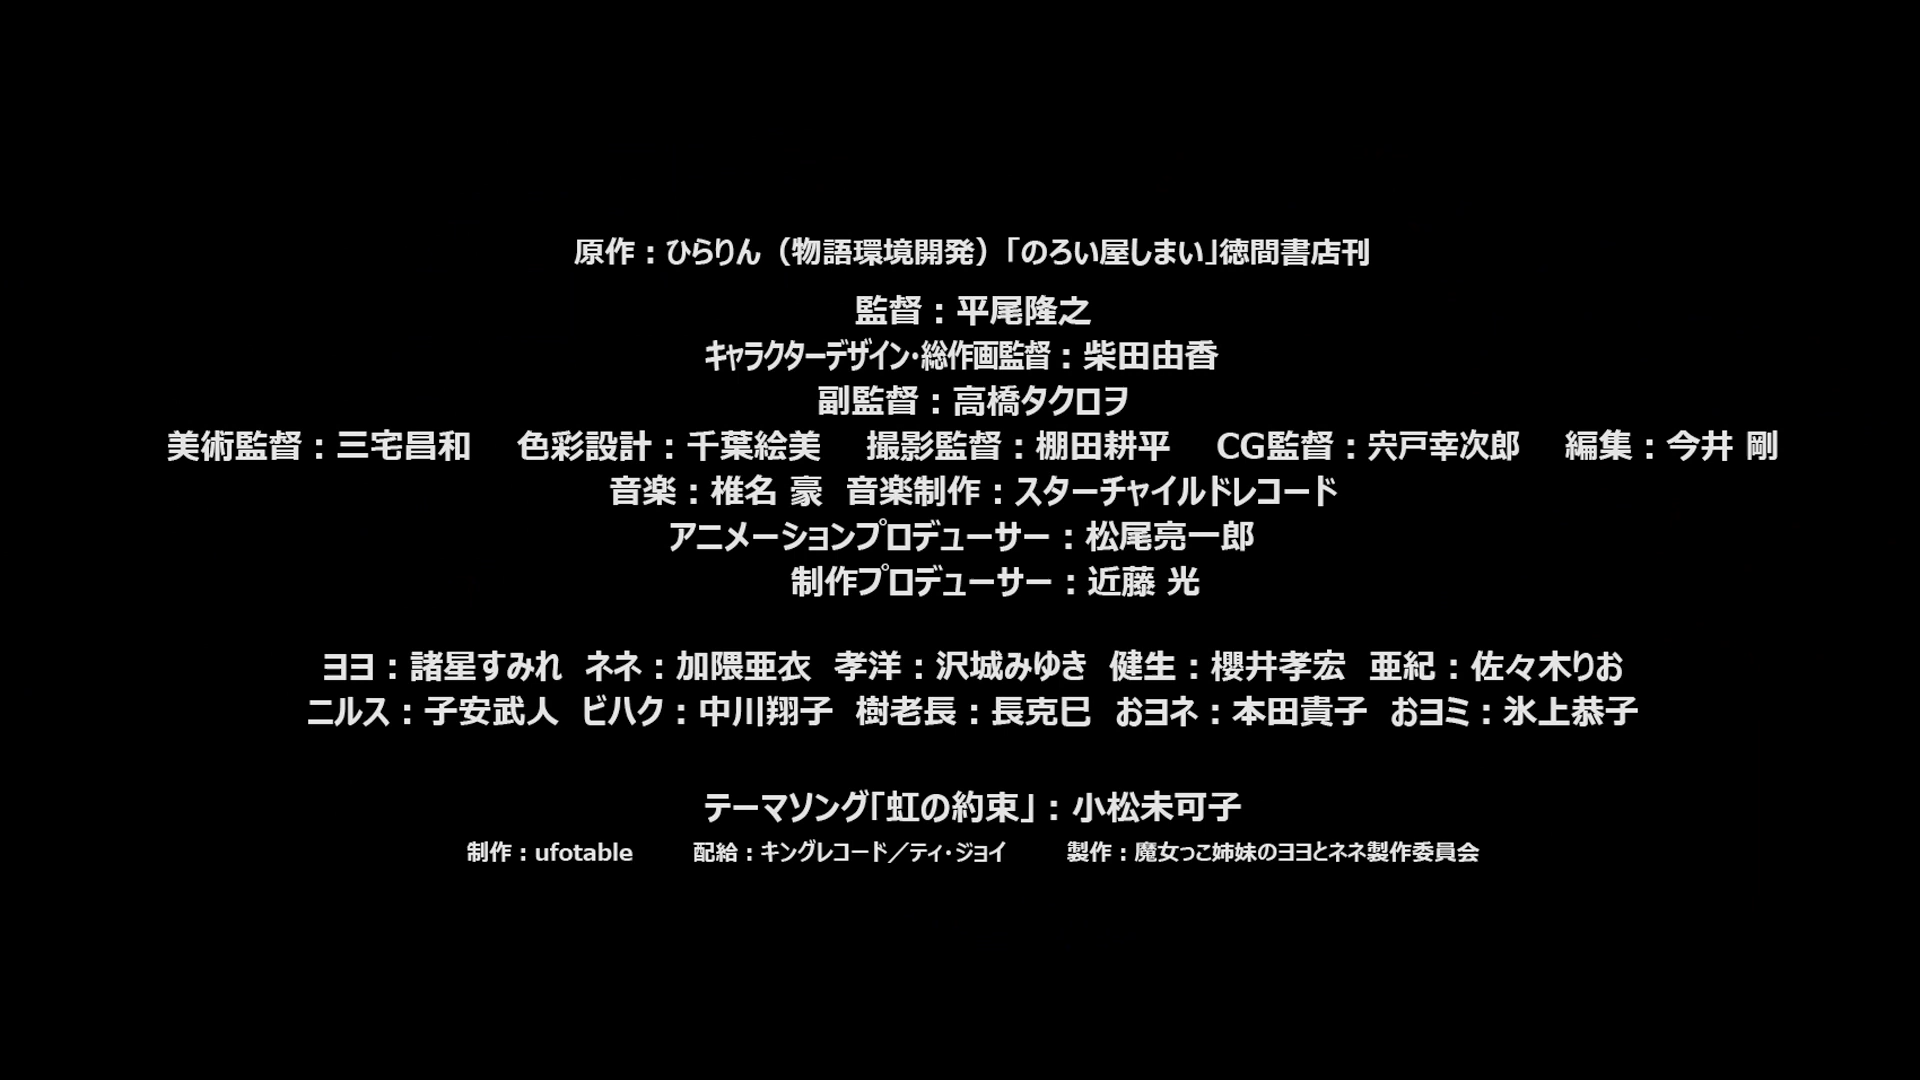 原作：ひらりん（物語環境開発）「のろい屋しまい」徳間書店刊
監督：平尾隆之
キャラクターデザイン・総作画監督：柴田由香
副監督：高橋タクロヲ
美術監督：三宅昌和　色彩設計：千葉絵美　撮影監督：棚田耕平　CG監督：宍戸幸次郎　編集：今井 剛
音楽：椎名 豪　音楽制作：スターチャイルドレコード
アニメーションプロデューサー：松尾亮一郎
制作プロデューサー：近藤 光
ヨヨ：諸星すみれ　ネネ：加隈亜衣　孝洋：沢城みゆき　健生：櫻井孝宏　亜紀：佐々木りお
ニルス：子安武人　ビハク：中川翔子　樹老長：長克巳　おヨネ：本田貴子　おヨミ：氷上恭子
テーマソング「虹の約束」：小松未可子
制作：ufotable　配給：キングレコード／ティ・ジョイ　製作：魔女っこ姉妹のヨヨとネネ製作委員会